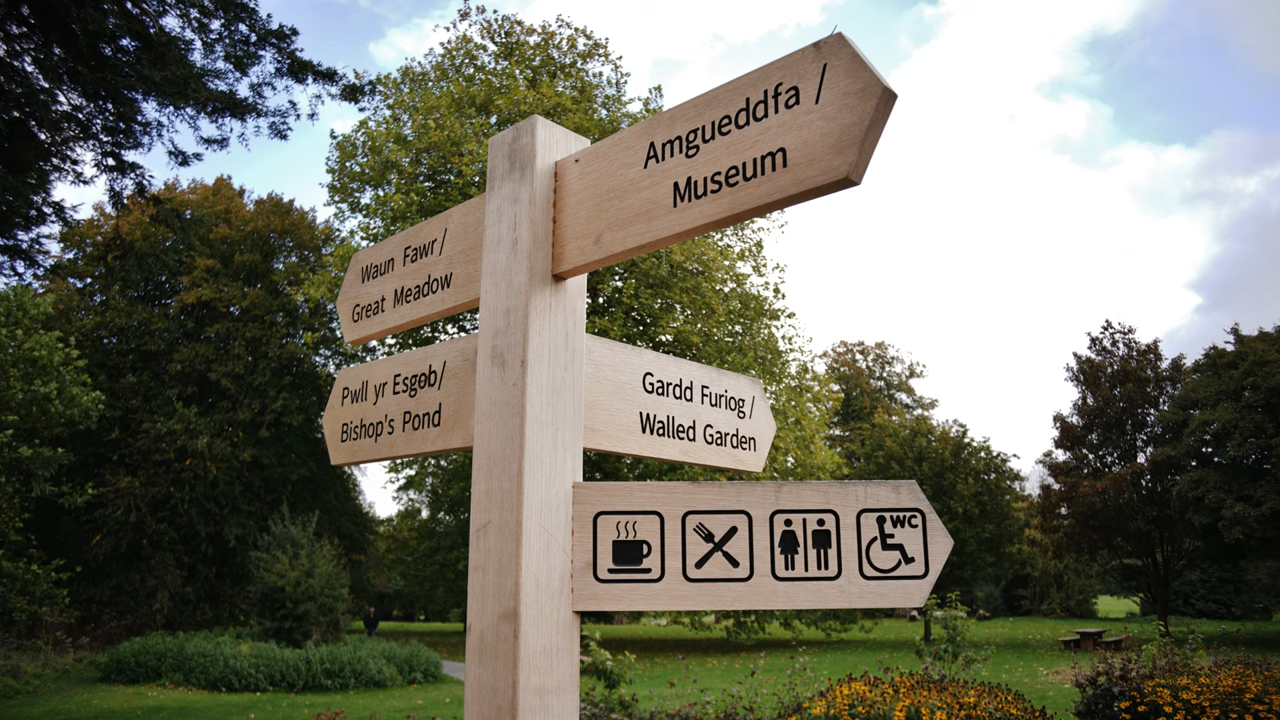 Amgueddfa /
Museum
Waun Fawr /
Great Meadow
Pwll yr Esgob/
Bishop's Pond
Gardd Furiog /
Walled Garden
WC